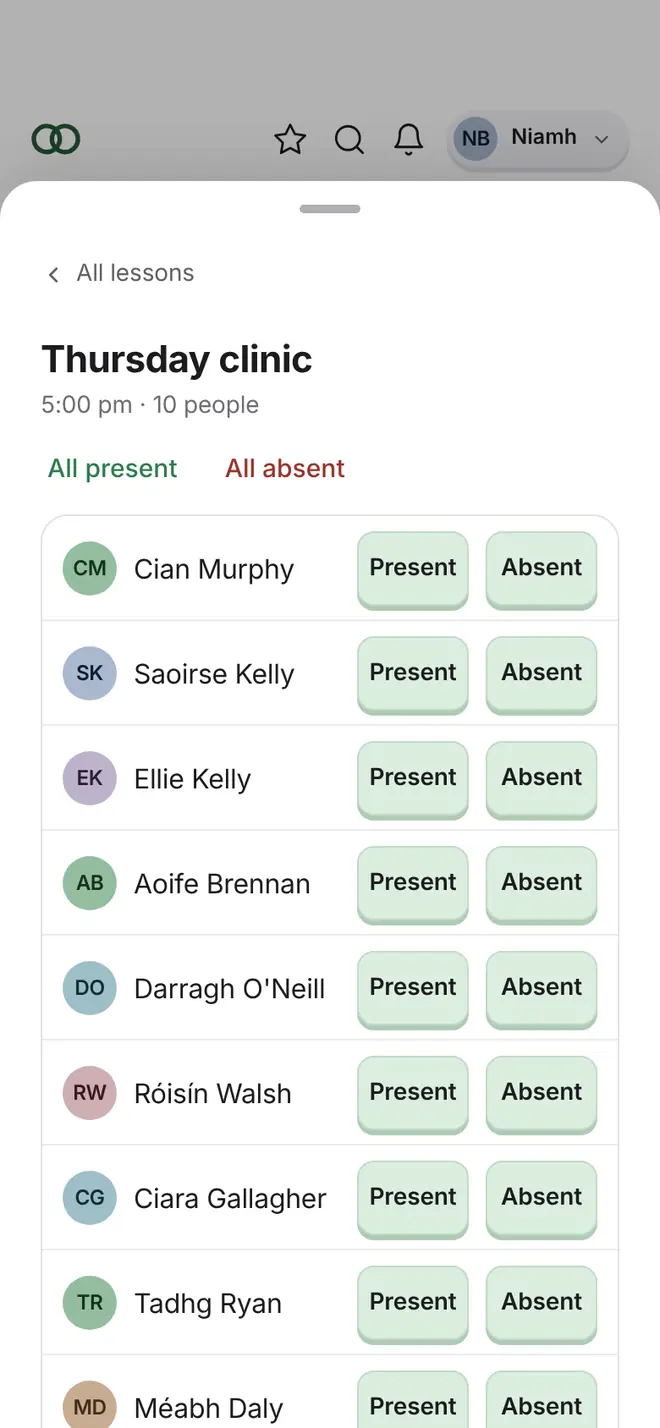 NB Niamh
All lessons
Thursday clinic
5:00 pm · 10 people
All present All absent
CM Cian Murphy Present Absent
SK Saoirse Kelly Present Absent
EK Ellie Kelly Present Absent
AB Aoife Brennan Present Absent
DO Darragh O'Neill Present Absent
RW Róisín Walsh Present Absent
CG Ciara Gallagher Present Absent
TR Tadhg Ryan Present Absent
MD Méabh Daly Present Absent